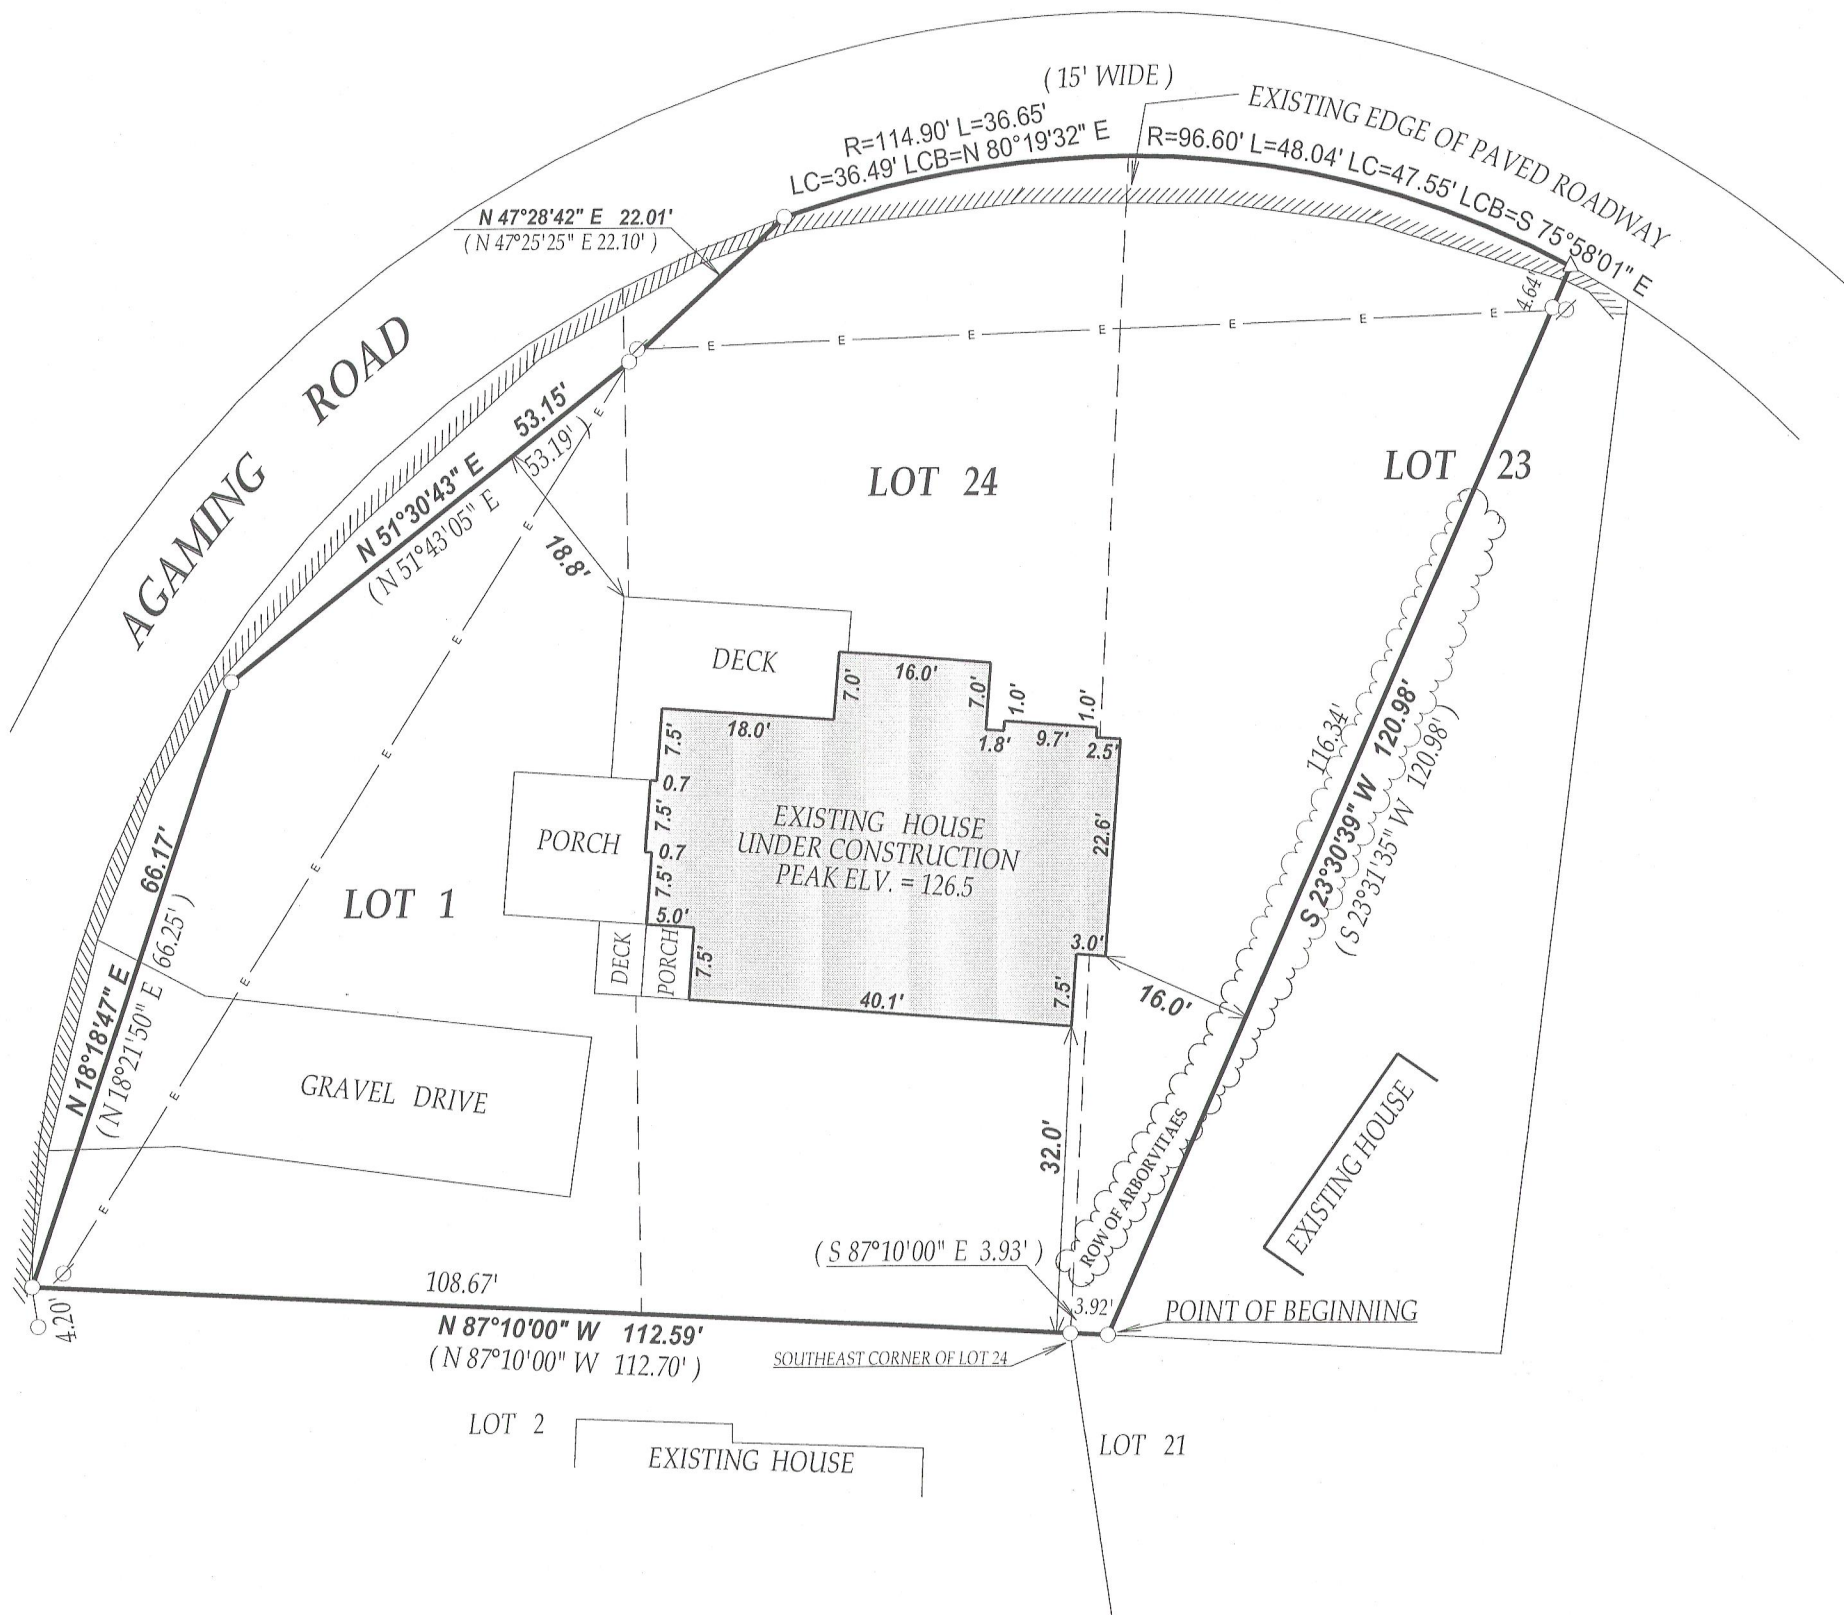 ( 15' WIDE )
EXISTING EDGE OF PAVED ROADWAY
R=114.90' L=36.65'
LC=36.49' LCB=N 80°19'32" E
R=96.60' L=48.04' LC=47.55' LCB=S 75°58'01" E
N 47°28'42" E 22.01'
( N 47°25'25" E 22.10' )
4.64'
E E E E E E E
AGAMING ROAD
N 51°30'43" E 53.15'
( N 51°43'05" E 53.19' )
E E E E E E E E
18.8'
LOT 24
LOT 23
DECK
7.0'
16.0'
7.0'
1.0'
1.0'
18.0'
1.8'
9.7'
2.5'
7.5'
0.7
7.5'
0.7
7.5'
5.0'
PORCH
EXISTING HOUSE
UNDER CONSTRUCTION
PEAK ELV. = 126.5
22.6'
116.34'
S 23°30'39" W 120.98'
( S 23°31'35" W 120.98' )
66.17'
N 18°18'47" E
( N 18°21'50" E 66.25' )
LOT 1
DECK
PORCH
7.5'
40.1'
3.0'
7.5'
16.0'
GRAVEL DRIVE
32.0'
ROW OF ARBORVITAES
EXISTING HOUSE
( S 87°10'00" E 3.93' )
108.67'
3.92'
POINT OF BEGINNING
4.20'
N 87°10'00" W 112.59'
( N 87°10'00" W 112.70' )
SOUTHEAST CORNER OF LOT 24
LOT 2
EXISTING HOUSE
LOT 21